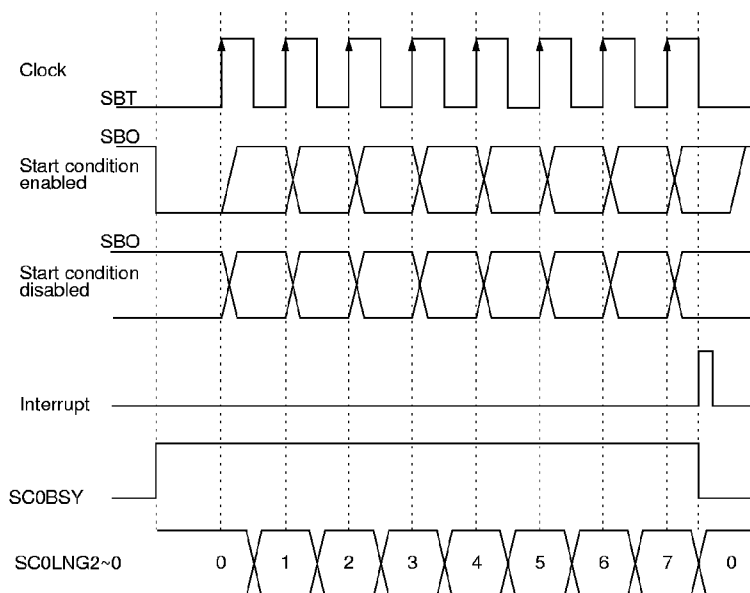 Clock
SBT
SBO
Start condition
enabled
SBO
Start condition
disabled
Interrupt
SC0BSY
SC0LNG2~0 0 1 2 3 4 5 6 7 0